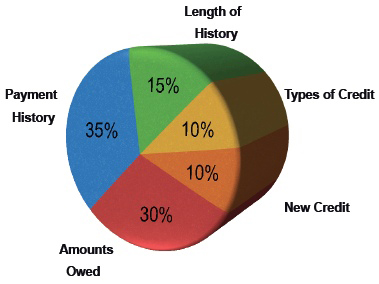 Length of
History
Payment
History
Types of Credit
15%
35%
10%
10%
30%
New Credit
Amounts
Owed